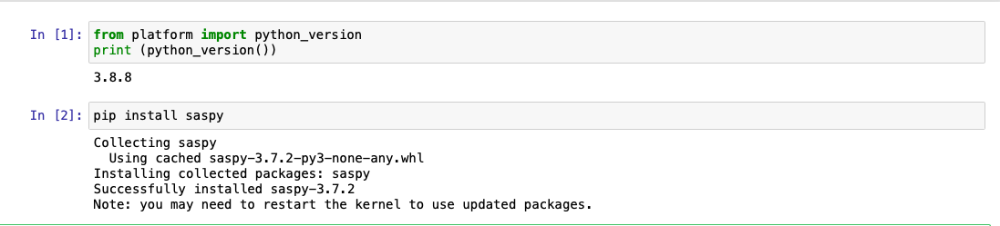 In [1]: from platform import python_version
print (python_version())
3.8.8
In [2]: pip install saspy
Collecting saspy
  Using cached saspy-3.7.2-py3-none-any.whl
Installing collected packages: saspy
Successfully installed saspy-3.7.2
Note: you may need to restart the kernel to use updated packages.